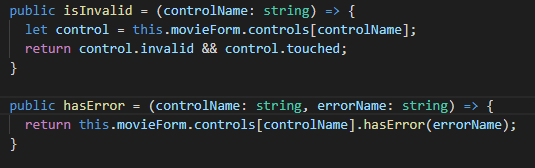 public isInvalid = (controlName: string) => {
  let control = this.movieForm.controls[controlName];
  return control.invalid && control.touched;
}

public hasError = (controlName: string, errorName: string) => {
  return this.movieForm.controls[controlName].hasError(errorName);
}